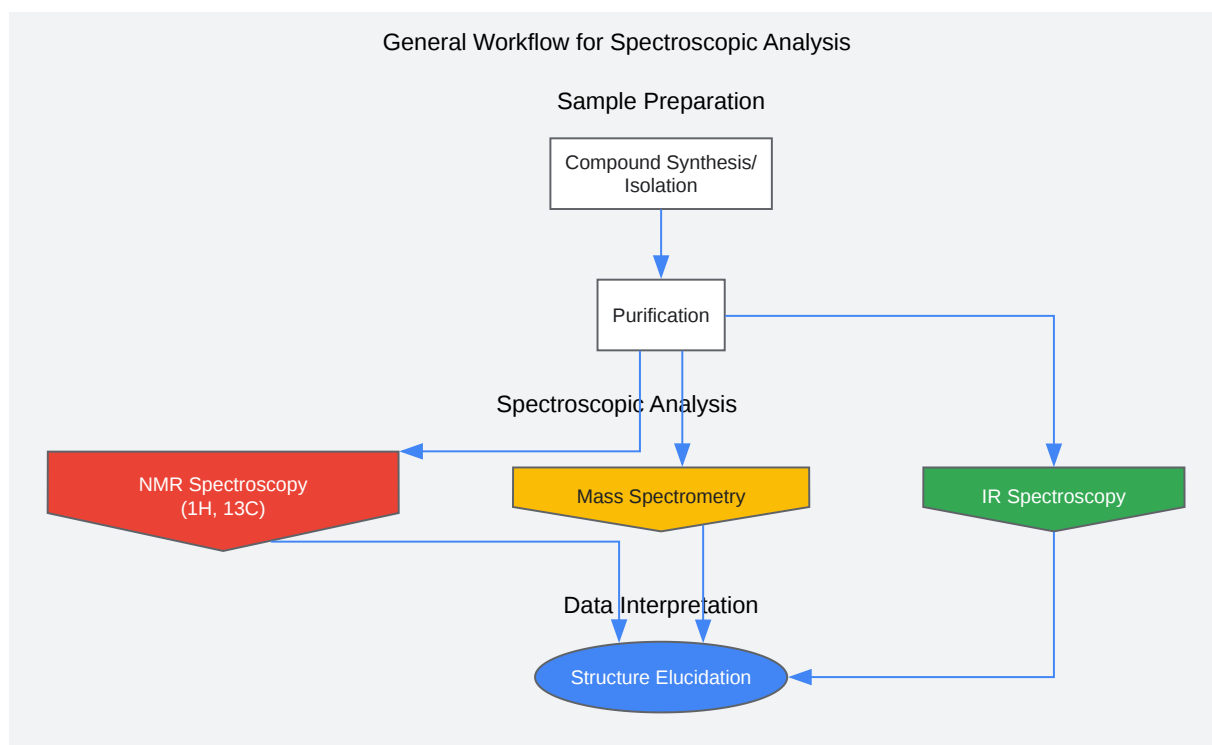 General Workflow for Spectroscopic Analysis
Sample Preparation
Compound Synthesis/
Isolation
Purification
Spectroscopic Analysis
NMR Spectroscopy
(1H, 13C)
Mass Spectrometry
IR Spectroscopy
Data Interpretation
Structure Elucidation